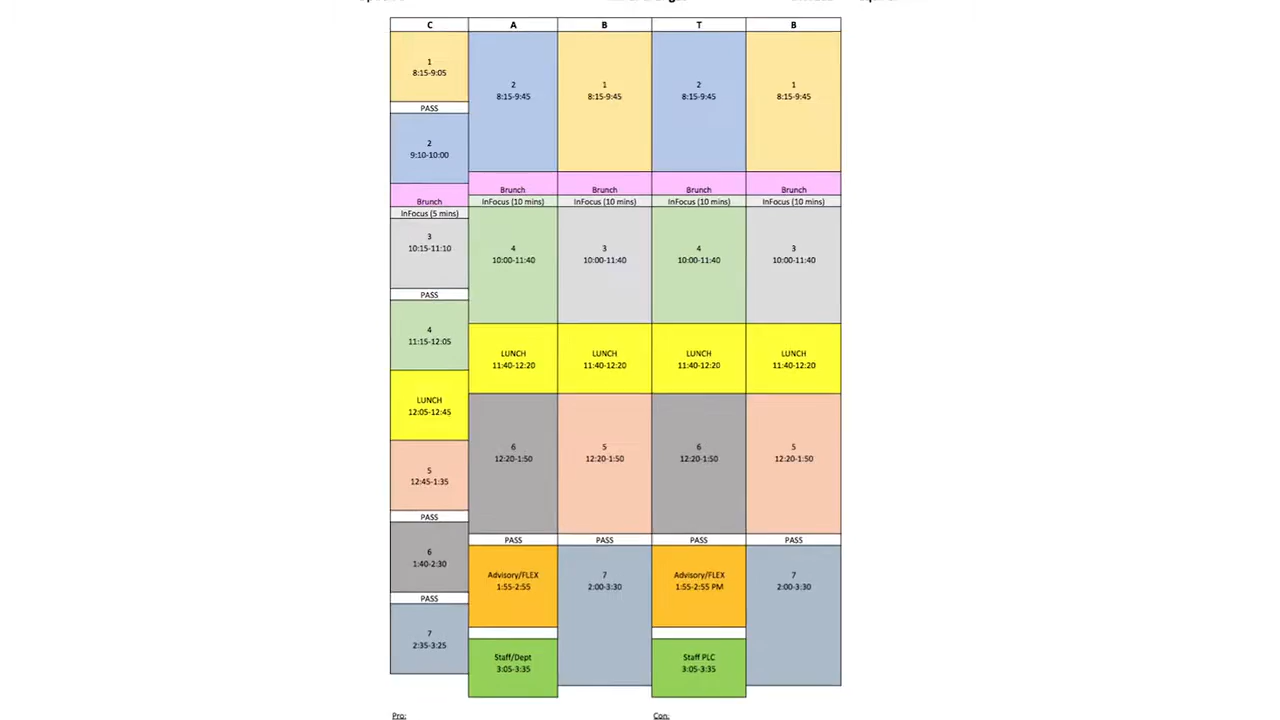 C A B T B
1
8:15-9:05
PASS
2
9:10-10:00
Brunch
InFocus (5 mins)
3
10:15-11:10
PASS
4
11:15-12:05
LUNCH
12:05-12:45
5
12:45-1:35
PASS
6
1:40-2:30
PASS
7
2:35-3:25
2
8:15-9:45
Brunch
InFocus (10 mins)
4
10:00-11:40
LUNCH
11:40-12:20
6
12:20-1:50
PASS
Advisory/FLEX
1:55-2:55
Staff/Dept
3:05-3:35
1
8:15-9:45
Brunch
InFocus (10 mins)
3
10:00-11:40
LUNCH
11:40-12:20
5
12:20-1:50
PASS
7
2:00-3:30
2
8:15-9:45
Brunch
InFocus (10 mins)
4
10:00-11:40
LUNCH
11:40-12:20
6
12:20-1:50
PASS
Advisory/FLEX
1:55-2:55 PM
Staff PLC
3:05-3:35
1
8:15-9:45
Brunch
InFocus (10 mins)
3
10:00-11:40
LUNCH
11:40-12:20
5
12:20-1:50
PASS
7
2:00-3:30
Pro: Con: